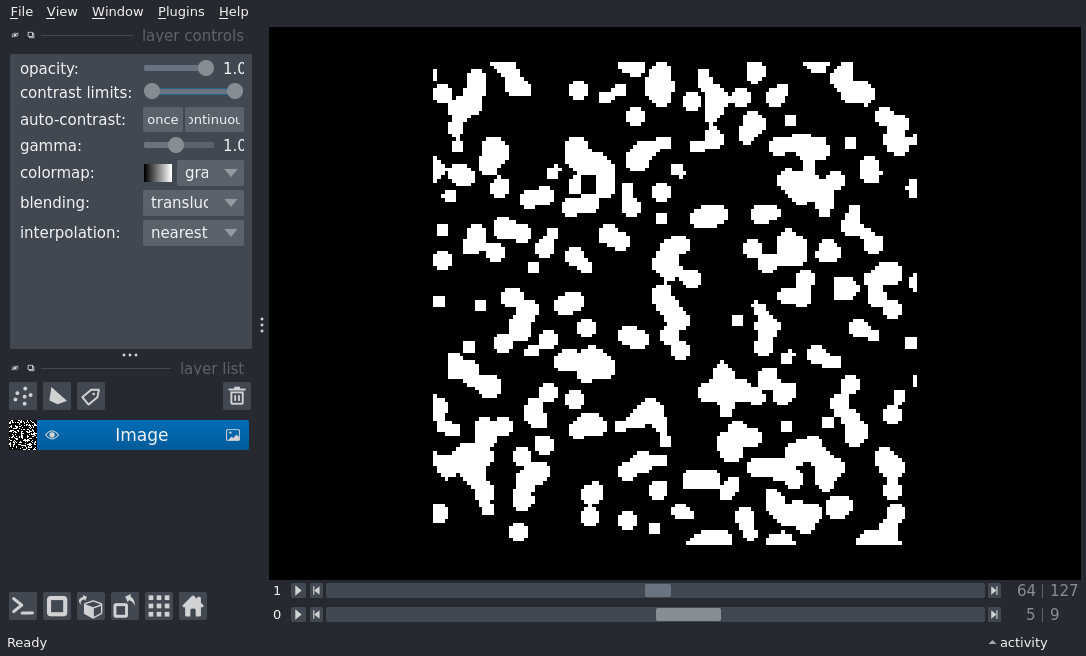 File View Window Plugins Help
layer controls
opacity: 1.0
contrast limits:
auto-contrast: once ontinuou
gamma: 1.0
colormap: gra
blending: transluc
interpolation: nearest
layer list
Image
1 64 | 127
0 5 | 9
Ready activity